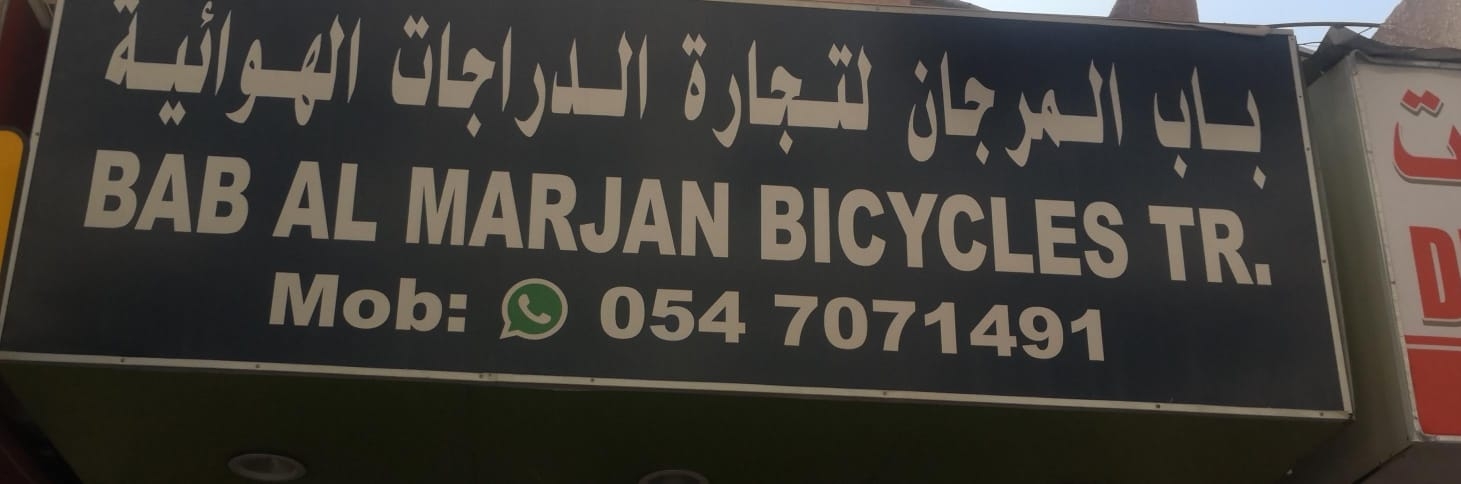 باب المرجان لتجارة الدراجات الهوائية
BAB AL MARJAN BICYCLES TR.
Mob: 054 7071491